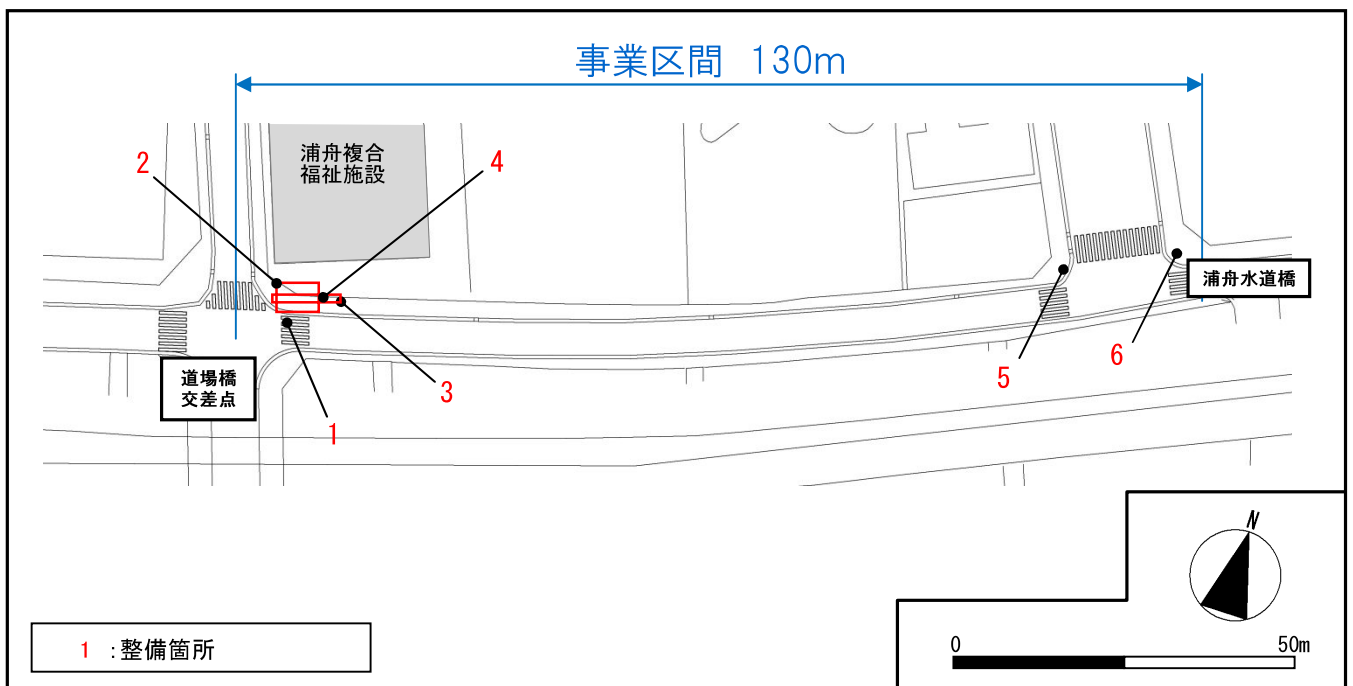 事業区間 130m
浦舟複合
福祉施設
2
4
浦舟水道橋
道場橋
交差点
3
1
5
6
N
1 :整備箇所
0
50m